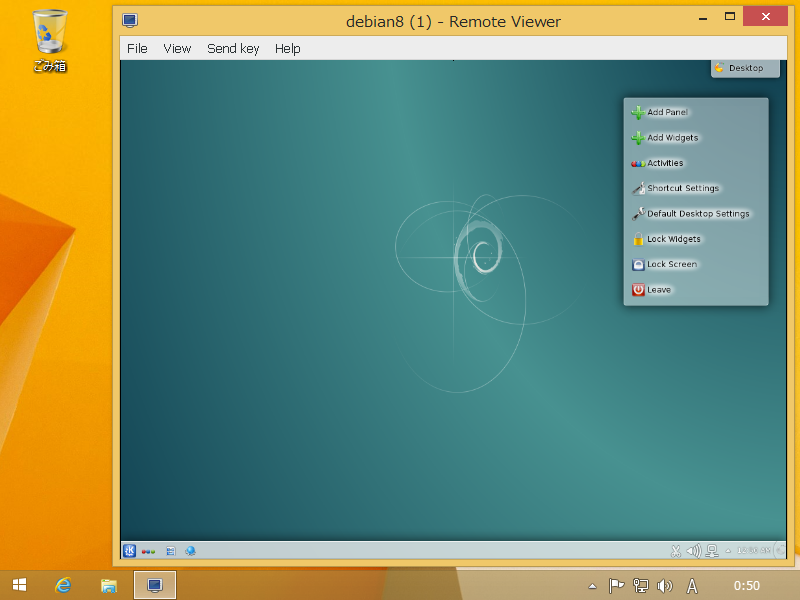 ごみ箱
debian8 (1) - Remote Viewer
File View Send key Help
Desktop
Add Panel
Add Widgets
Activities
Shortcut Settings
Default Desktop Settings
Lock Widgets
Lock Screen
Leave
A
0:50